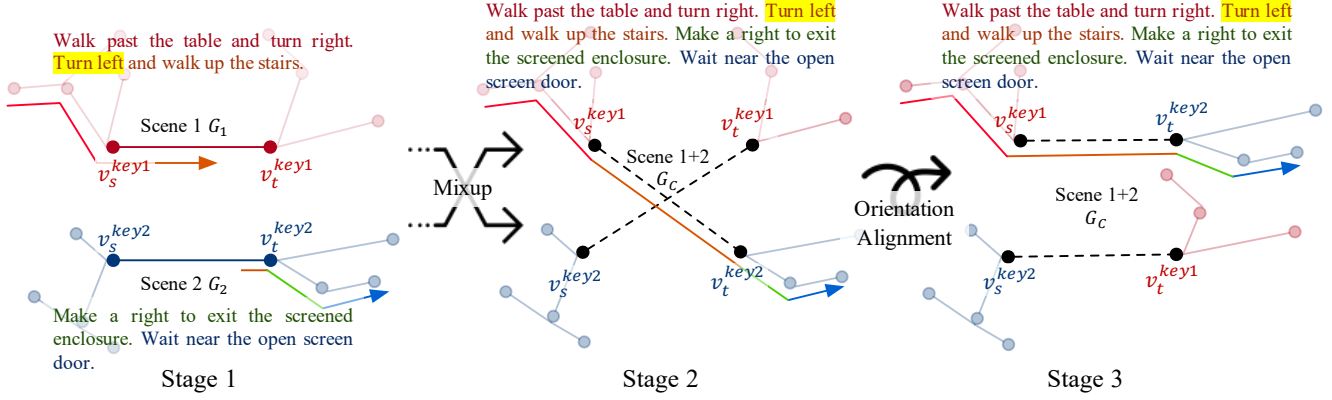 Walk past the table and turn right.
Turn left and walk up the stairs.
Scene 1 G₁
v_s^{key1}
v_t^{key1}
v_s^{key2}
v_t^{key2}
Scene 2 G₂
Make a right to exit the screened
enclosure. Wait near the open screen
door.
Stage 1
Mixup
Walk past the table and turn right. Turn left
and walk up the stairs. Make a right to exit
the screened enclosure. Wait near the open
screen door.
v_s^{key1}
v_t^{key1}
Scene 1+2
G_C
v_s^{key2}
v_t^{key2}
Stage 2
Orientation
Alignment
Walk past the table and turn right. Turn left
and walk up the stairs. Make a right to exit
the screened enclosure. Wait near the open
screen door.
v_s^{key1}
v_t^{key2}
Scene 1+2
G_C
v_s^{key2}
v_t^{key1}
Stage 3